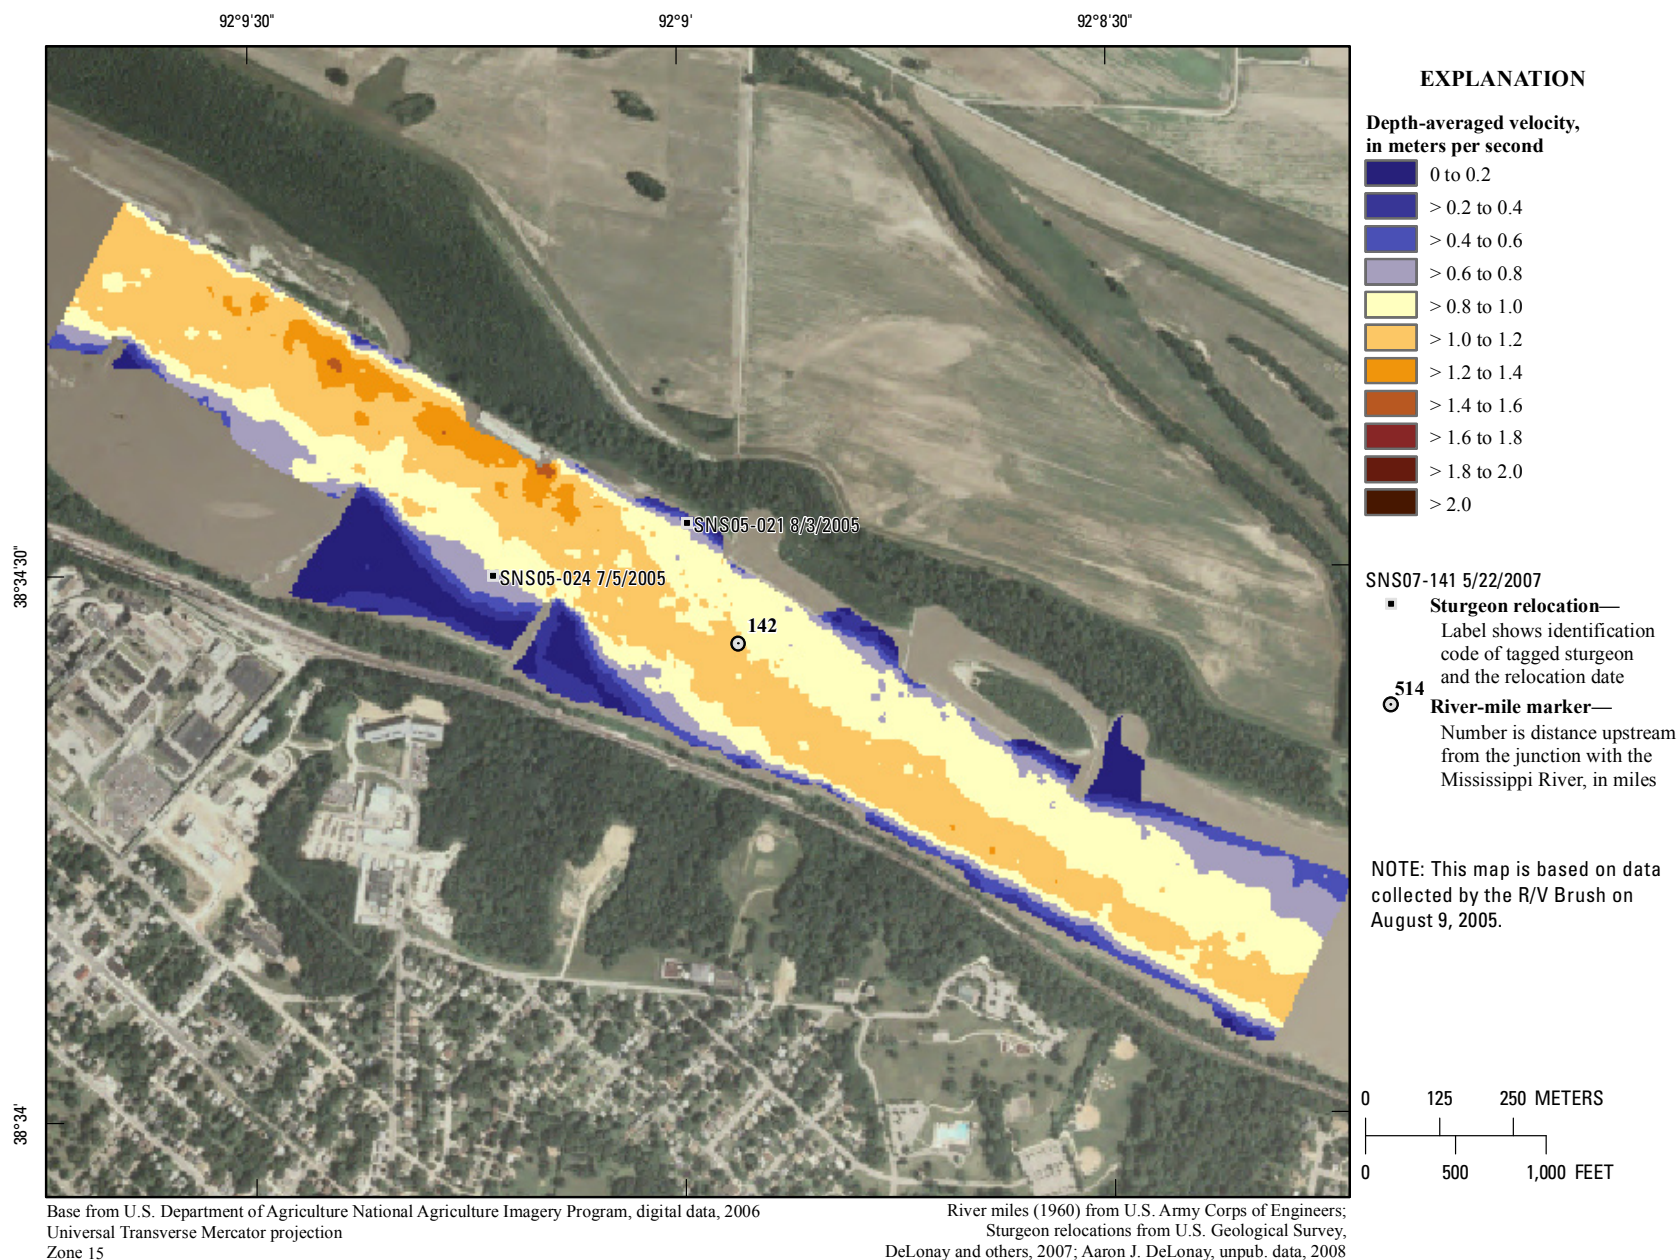 92°9'30"
92°9'
92°8'30"
38°34'30"
38°34'
SNS05-021 8/3/2005
SNS05-024 7/5/2005
142
EXPLANATION
Depth-averaged velocity,
in meters per second
0 to 0.2
> 0.2 to 0.4
> 0.4 to 0.6
> 0.6 to 0.8
> 0.8 to 1.0
> 1.0 to 1.2
> 1.2 to 1.4
> 1.4 to 1.6
> 1.6 to 1.8
> 1.8 to 2.0
> 2.0
SNS07-141 5/22/2007
Sturgeon relocation—
Label shows identification
code of tagged sturgeon
and the relocation date
514
River-mile marker—
Number is distance upstream
from the junction with the
Mississippi River, in miles
NOTE: This map is based on data
collected by the R/V Brush on
August 9, 2005.
0 125 250 METERS
0 500 1,000 FEET
Base from U.S. Department of Agriculture National Agriculture Imagery Program, digital data, 2006
Universal Transverse Mercator projection
Zone 15
River miles (1960) from U.S. Army Corps of Engineers;
Sturgeon relocations from U.S. Geological Survey,
DeLonay and others, 2007; Aaron J. DeLonay, unpub. data, 2008